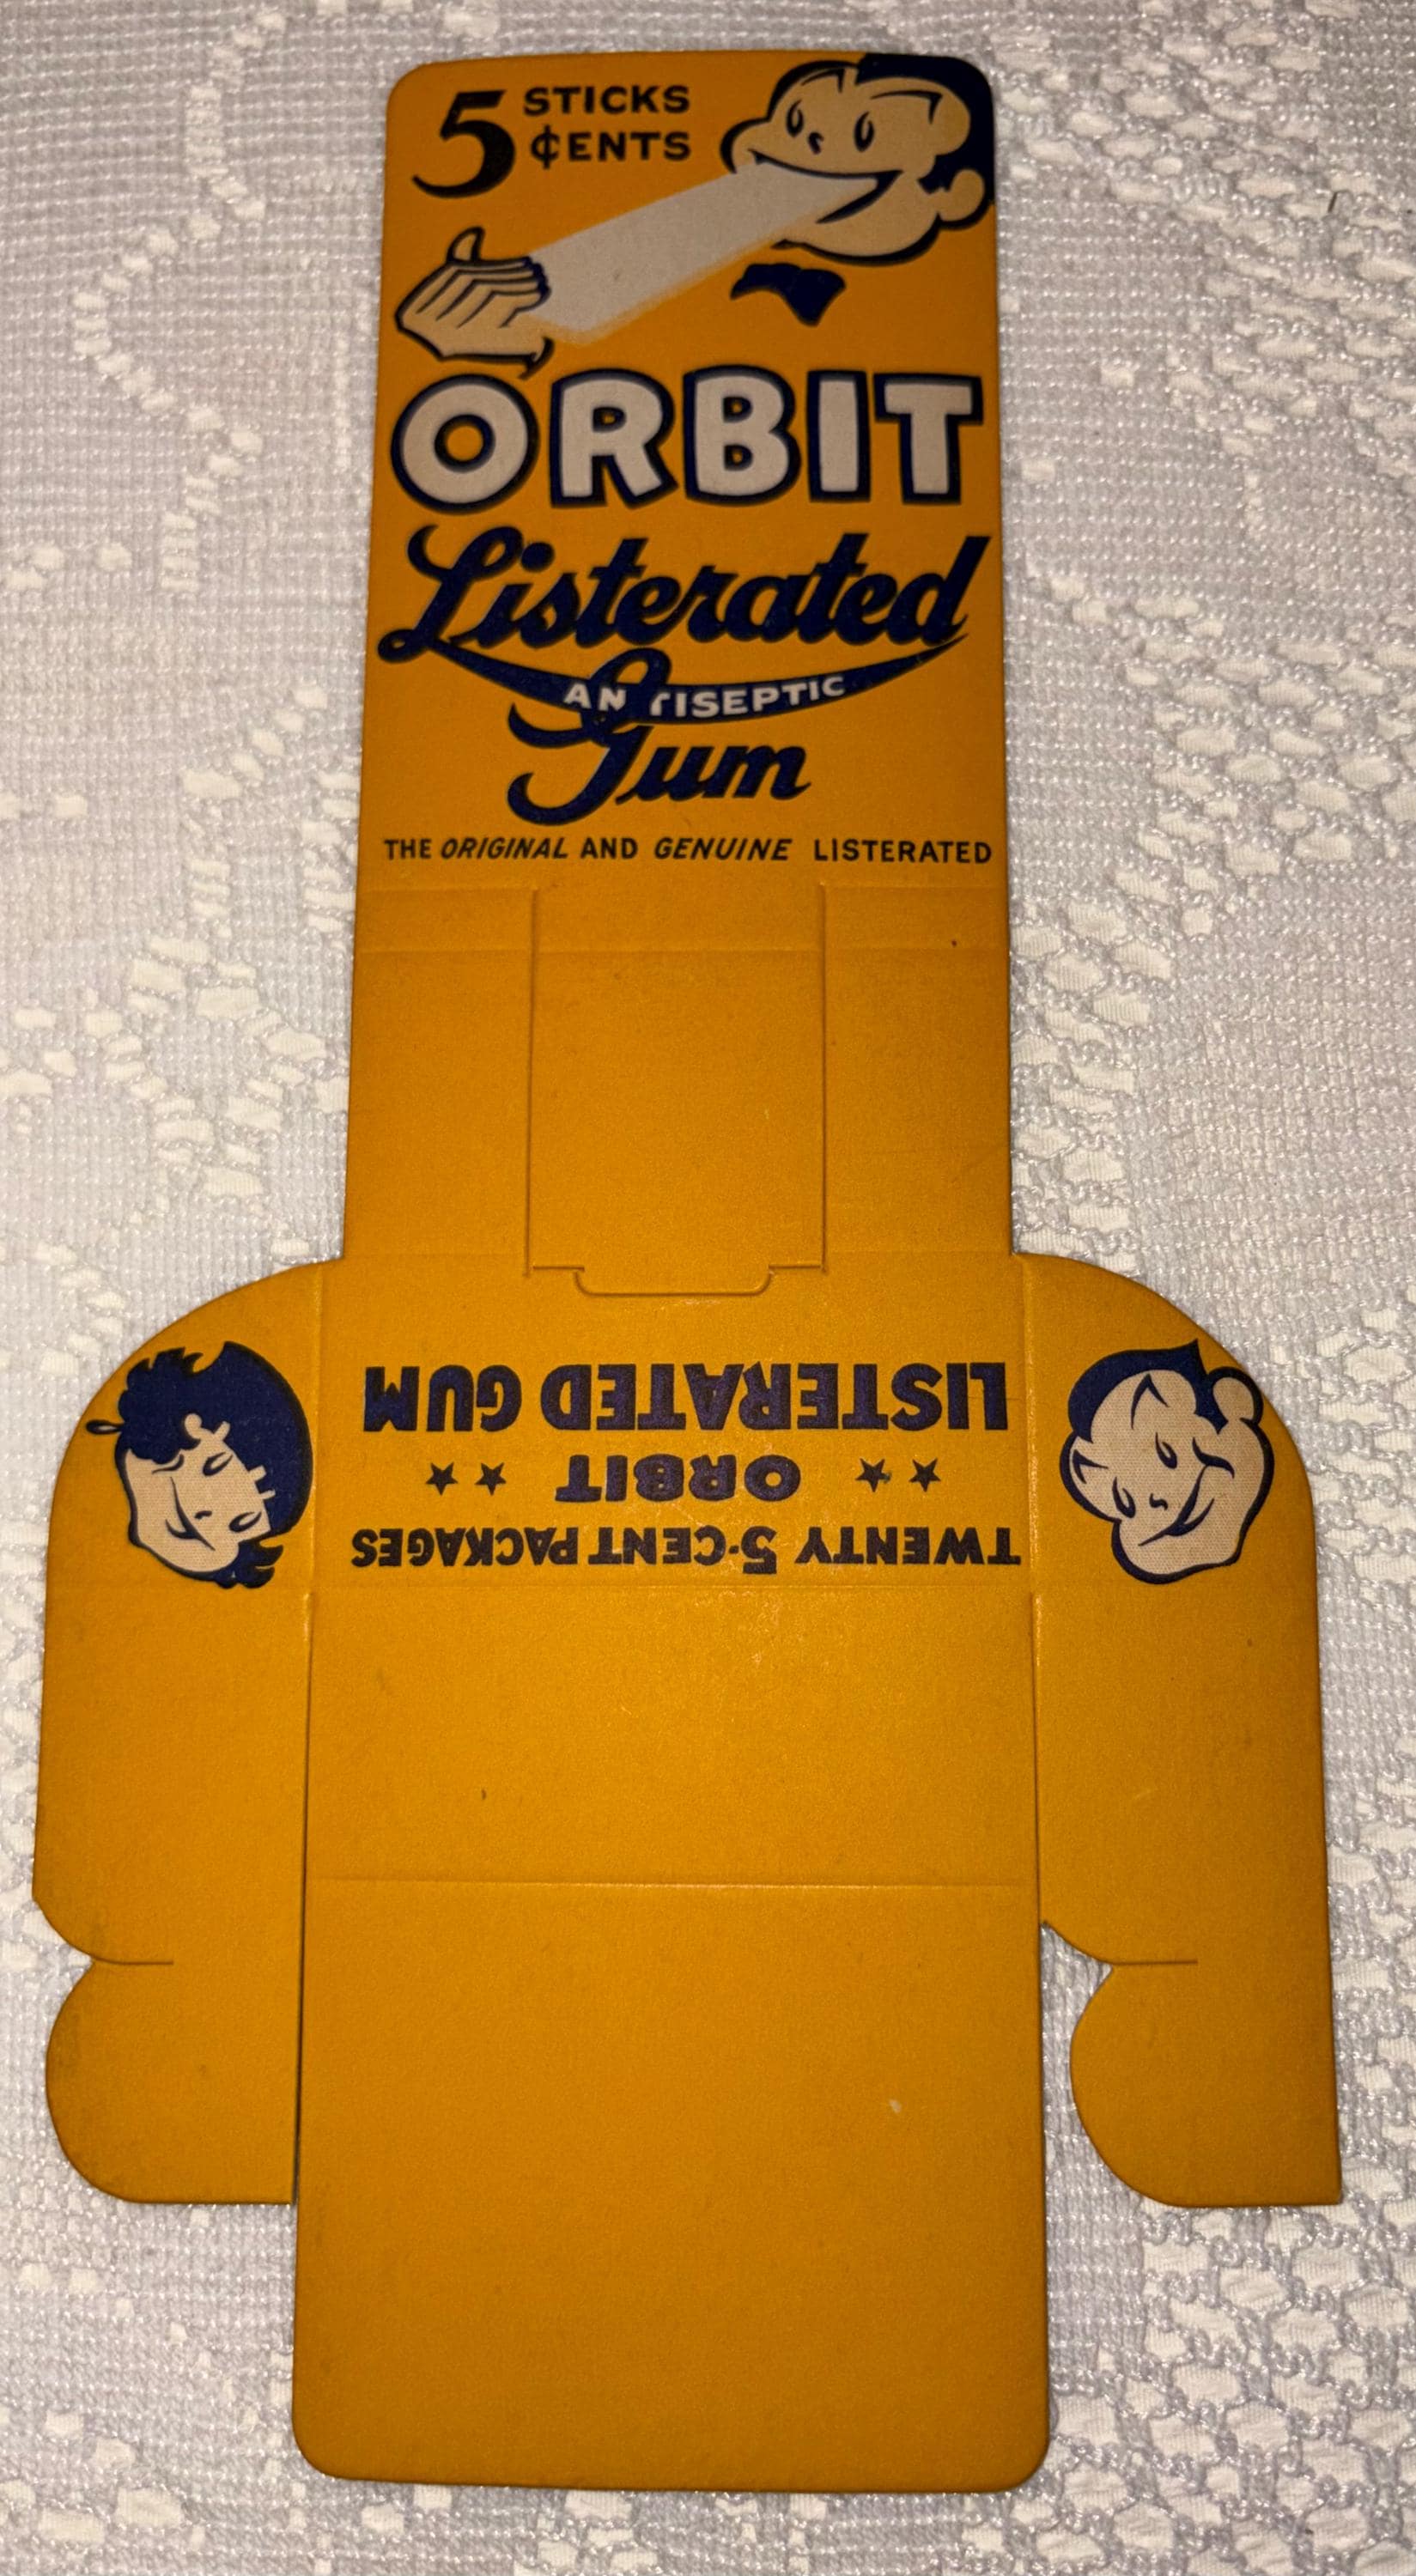 5 STICKS
¢ENTS
ORBIT
Listerated
ANTISEPTIC
Gum
THE ORIGINAL AND GENUINE LISTERATED
TWENTY 5-CENT PACKAGES
ORBIT
LISTERATED GUM